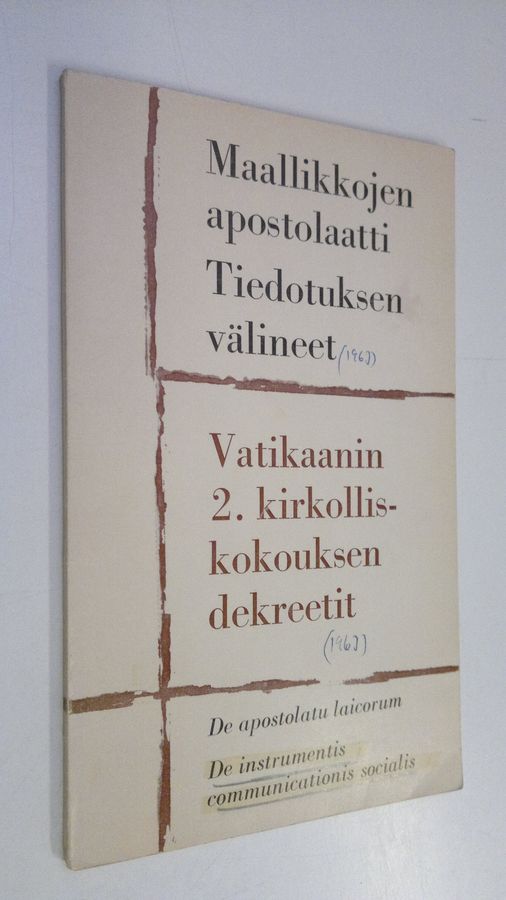 Maallikkojen
apostolaatti
Tiedotuksen
välineet (1963)
Vatikaanin
2. kirkollis-
kokouksen
dekreetit
(1963)
De apostolatu laicorum
De instrumentis
communicationis socialis